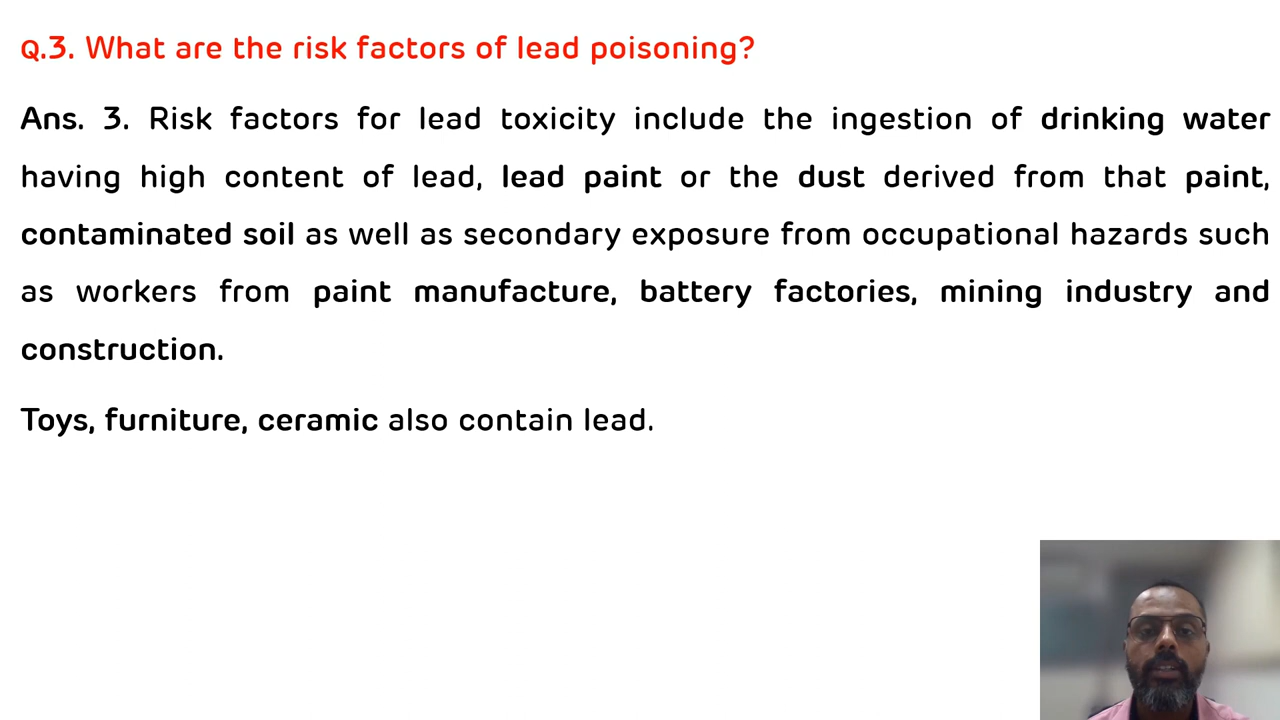 Q.3. What are the risk factors of lead poisoning?
Ans. 3. Risk factors for lead toxicity include the ingestion of drinking water
having high content of lead, lead paint or the dust derived from that paint,
contaminated soil as well as secondary exposure from occupational hazards such
as workers from paint manufacture, battery factories, mining industry and
construction.
Toys, furniture, ceramic also contain lead.